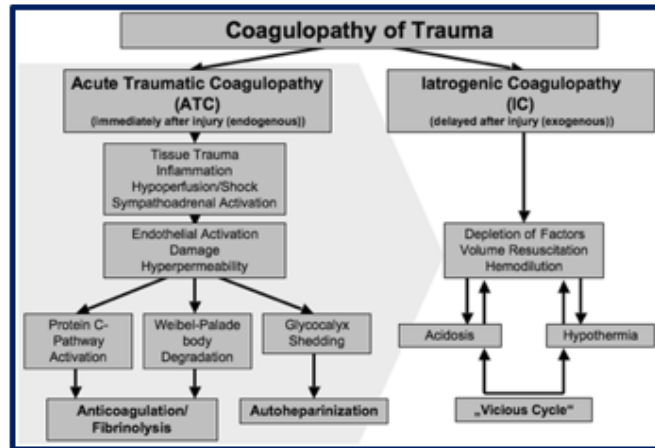 Coagulopathy of Trauma
Acute Traumatic Coagulopathy
(ATC)
(immediately after injury (endogenous))
Iatrogenic Coagulopathy
(IC)
(delayed after injury (exogenous))
Tissue Trauma
Inflammation
Hypoperfusion/Shock
Sympathoadrenal Activation
Endothelial Activation
Damage
Hyperpermeability
Depletion of Factors
Volume Resuscitation
Hemodilution
Protein C-
Pathway
Activation
Weibel-Palade
body
Degradation
Glycocalyx
Shedding
Acidosis
Hypothermia
Anticoagulation/
Fibrinolysis
Autoheparinization
„Vicious Cycle“